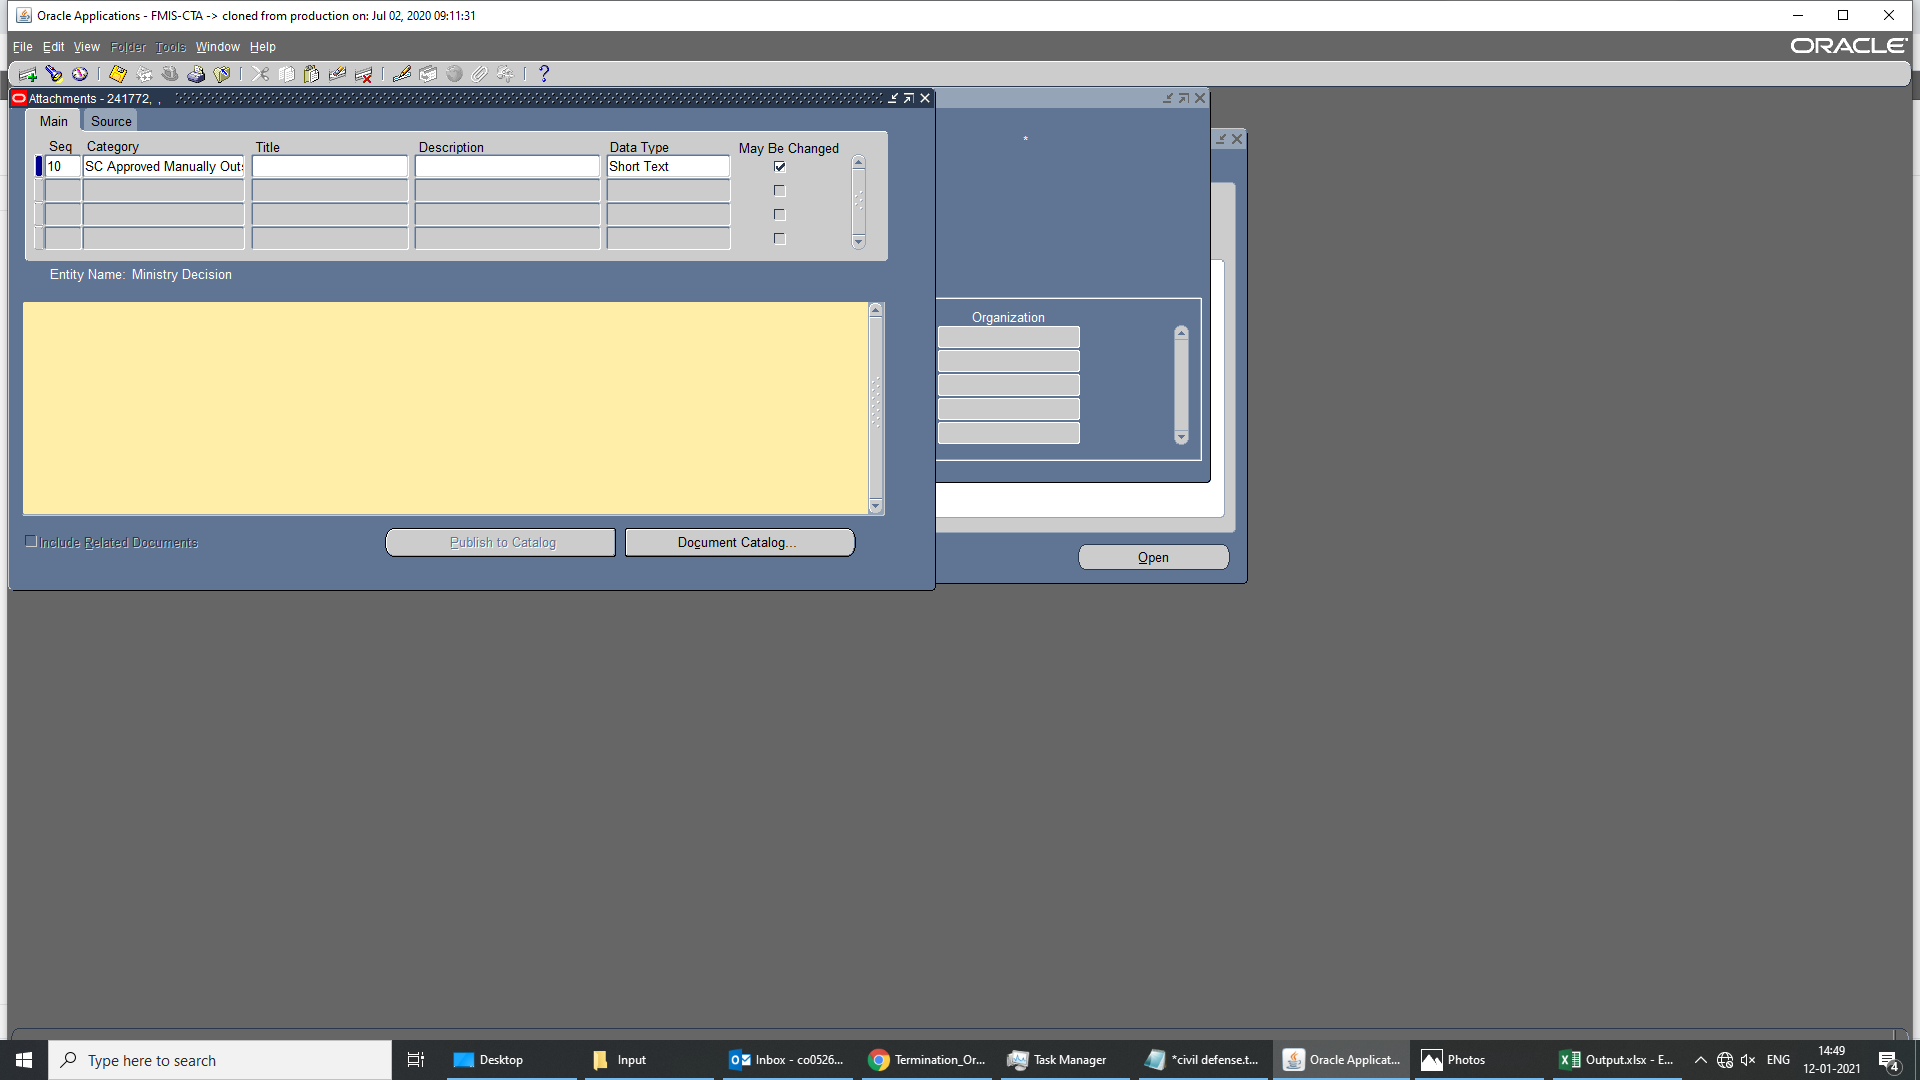 Oracle Applications - FMIS-CTA -> cloned from production on: Jul 02, 2020 09:11:31
File Edit View Folder Tools Window Help
ORACLE
Attachments - 241772, ,
Main Source
Seq Category Title Description Data Type May Be Changed
10 SC Approved Manually Outs Short Text
Entity Name: Ministry Decision
*
Organization
Include Related Documents
Publish to Catalog
Document Catalog...
Open
Type here to search
Desktop
Input
Inbox - co0526...
Termination_Or...
Task Manager
*civil defense.t...
Oracle Applicat...
Photos
Output.xlsx - E...
ENG
14:49
12-01-2021
4